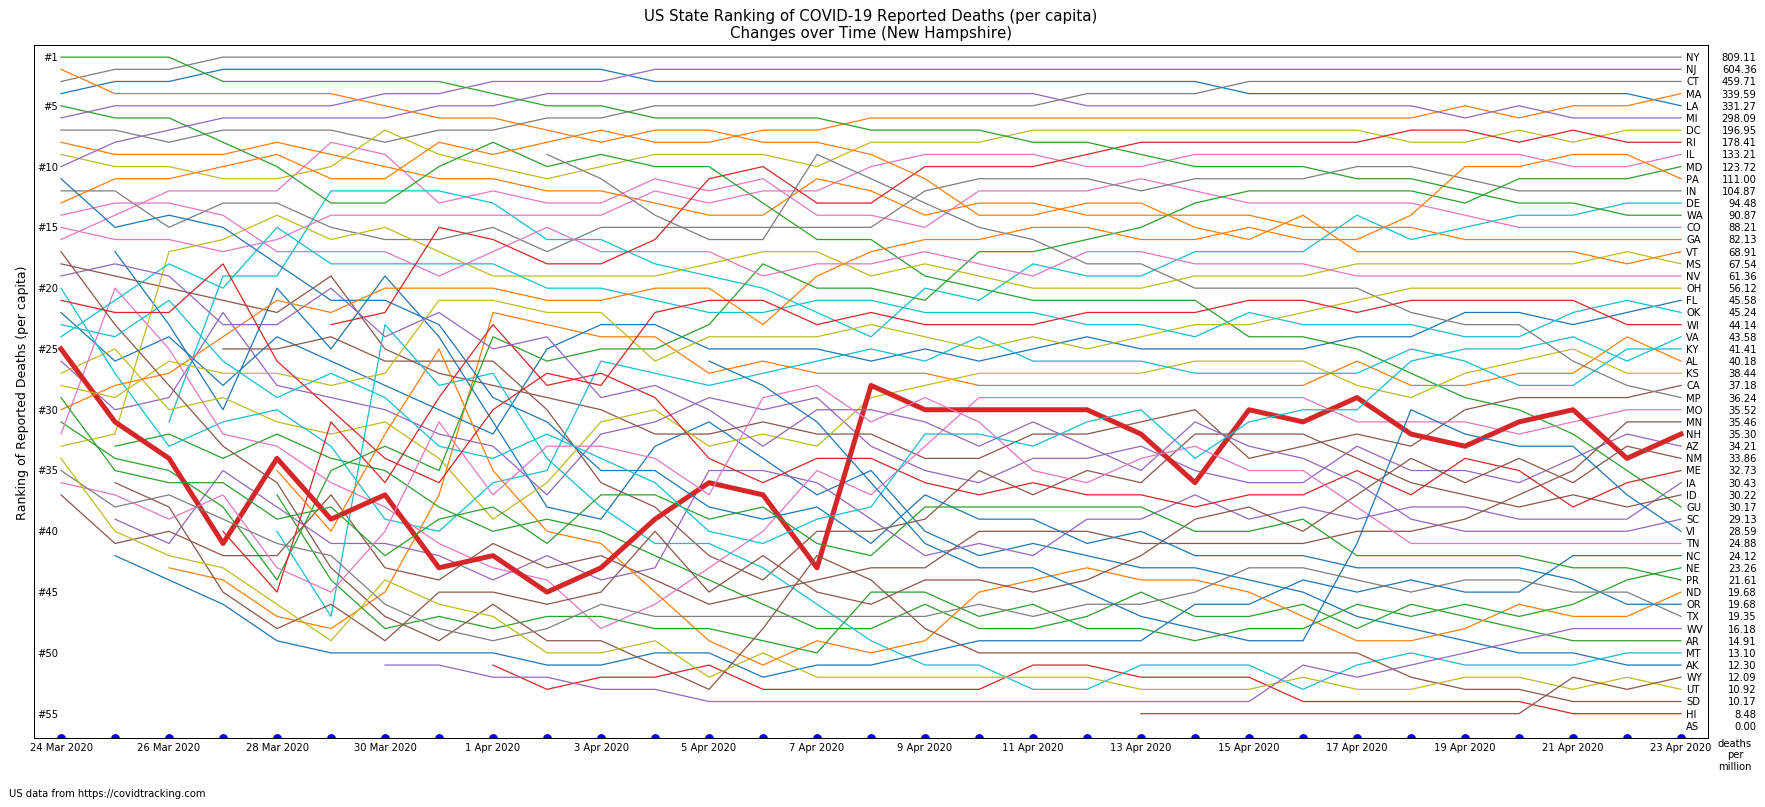 US State Ranking of COVID-19 Reported Deaths (per capita)
Changes over Time (New Hampshire)
Ranking of Reported Deaths (per capita)
#1
#5
#10
#15
#20
#25
#30
#35
#40
#45
#50
#55
NY 809.11
NJ 604.36
CT 459.71
MA 339.59
LA 331.27
MI 298.09
DC 196.95
RI 178.41
IL 133.21
MD 123.72
PA 111.00
IN 104.87
DE 94.48
WA 90.87
CO 88.21
GA 82.13
VT 68.91
MS 67.54
NV 61.36
OH 56.12
FL 45.58
OK 45.24
WI 44.14
VA 43.58
KY 41.41
AL 40.18
KS 38.44
CA 37.18
MP 36.24
MO 35.52
MN 35.46
NH 35.30
AZ 34.21
NM 33.86
ME 32.73
IA 30.43
ID 30.22
GU 30.17
SC 29.13
VI 28.59
TN 24.88
NC 24.12
NE 23.26
PR 21.61
ND 19.68
OR 19.68
TX 19.35
WV 16.18
AR 14.91
MT 13.10
AK 12.30
WY 12.09
UT 10.92
SD 10.17
HI 8.48
AS 0.00
24 Mar 2020 26 Mar 2020 28 Mar 2020 30 Mar 2020 1 Apr 2020 3 Apr 2020 5 Apr 2020 7 Apr 2020 9 Apr 2020 11 Apr 2020 13 Apr 2020 15 Apr 2020 17 Apr 2020 19 Apr 2020 21 Apr 2020 23 Apr 2020
deaths
per
million
US data from https://covidtracking.com